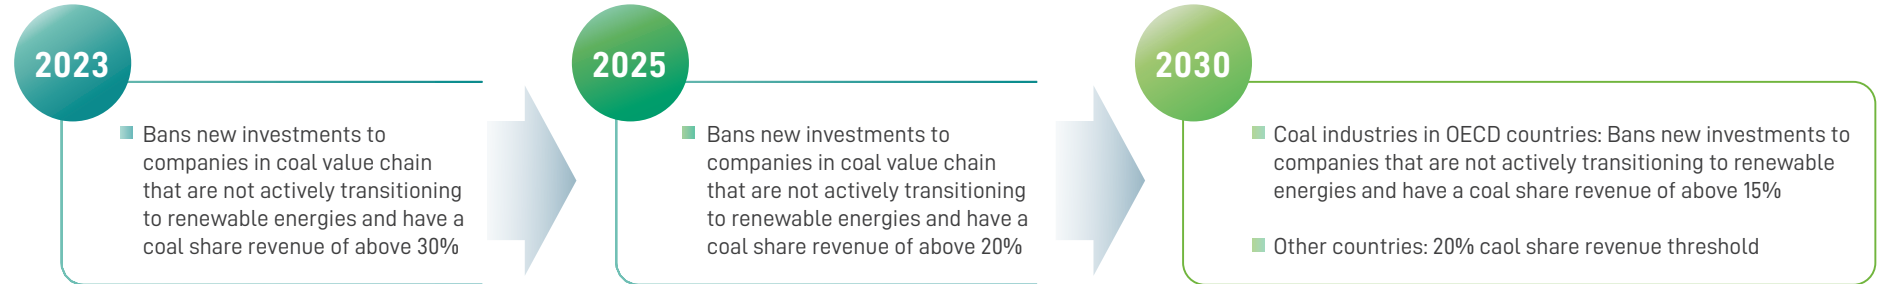 2023
Bans new investments to
companies in coal value chain
that are not actively transitioning
to renewable energies and have a
coal share revenue of above 30%
2025
Bans new investments to
companies in coal value chain
that are not actively transitioning
to renewable energies and have a
coal share revenue of above 20%
2030
Coal industries in OECD countries: Bans new investments to
companies that are not actively transitioning to renewable
energies and have a coal share revenue of above 15%
Other countries: 20% caol share revenue threshold